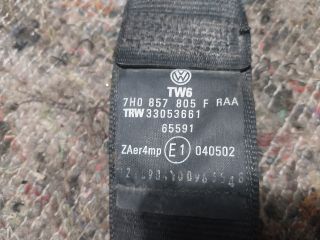 TW6
7H0 857 805 F RAA
TRW 33053661
65591
ZAer4mp E1 040502